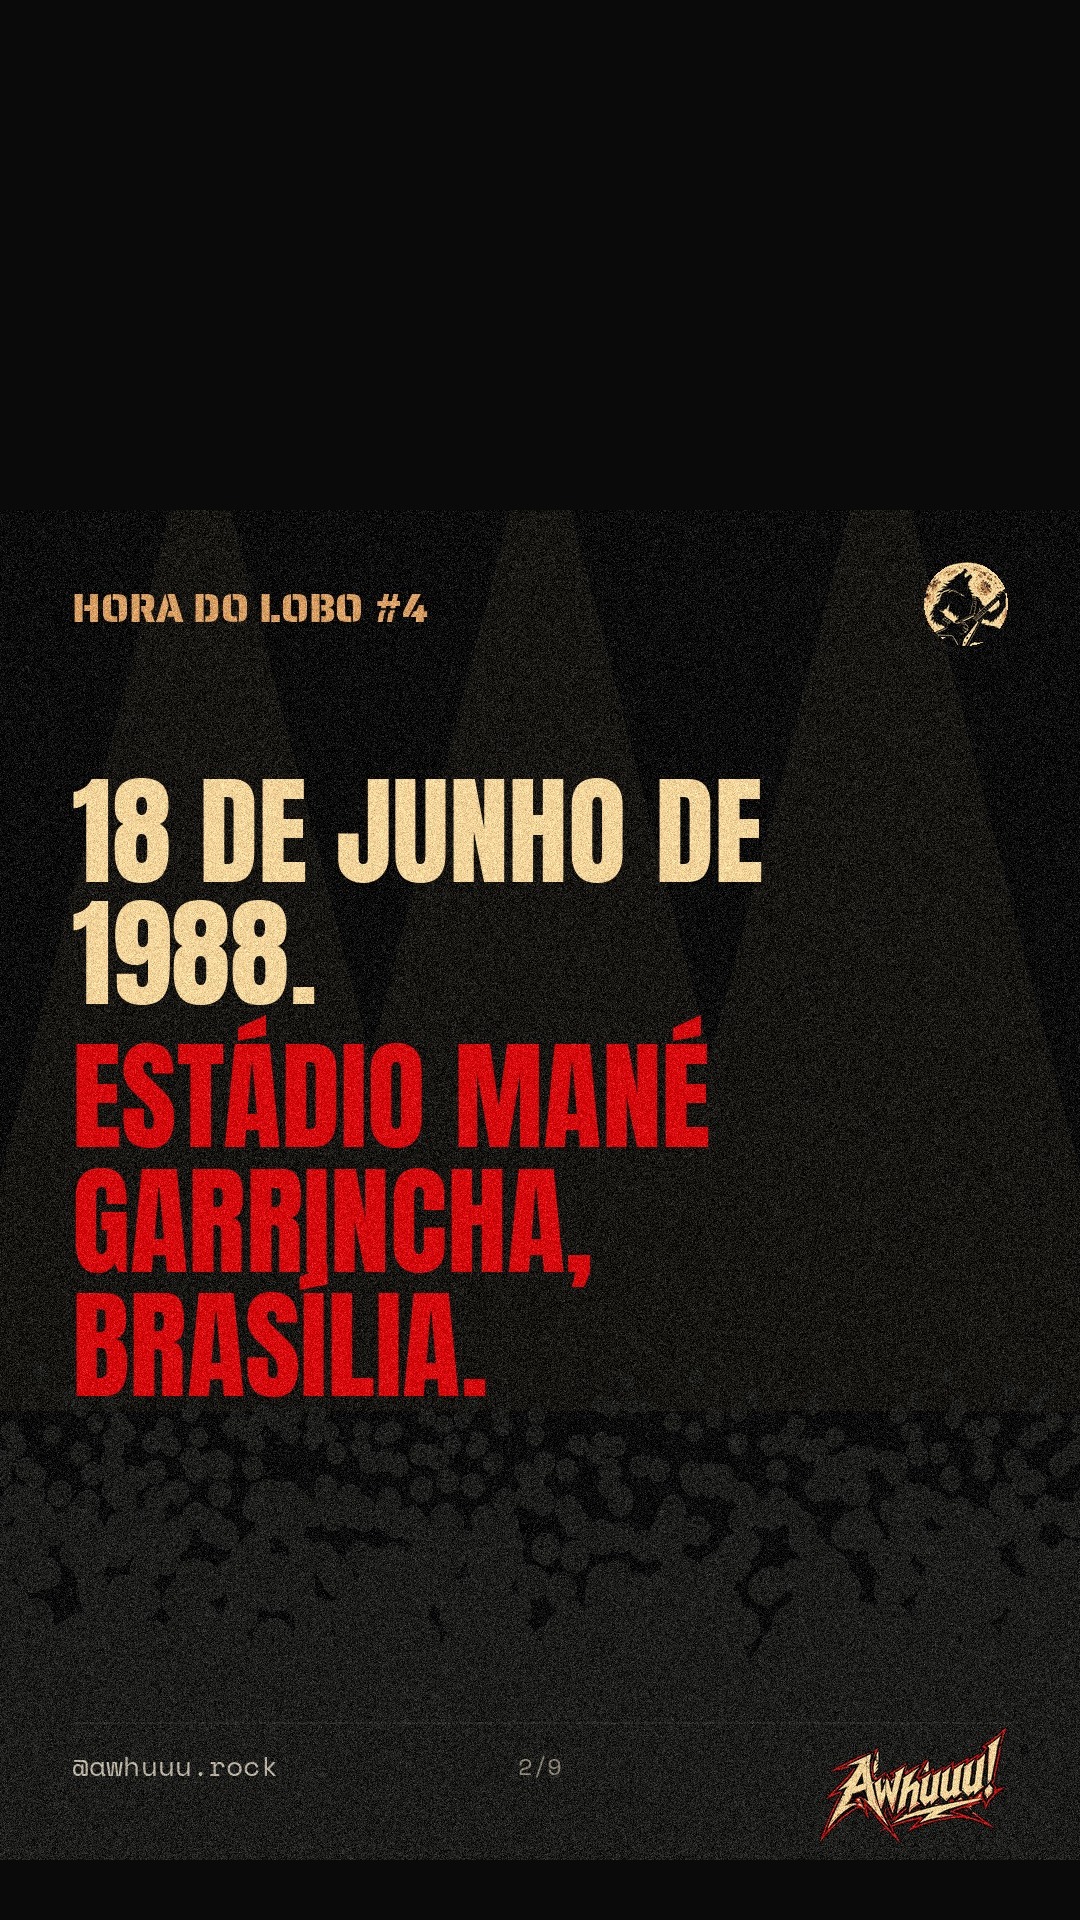 HORA DO LOBO #4
18 DE JUNHO DE
1988.
ESTÁDIO MANÉ
GARRINCHA,
BRASÍLIA.
@awhuuu.rock
2/9
Awhuuu!